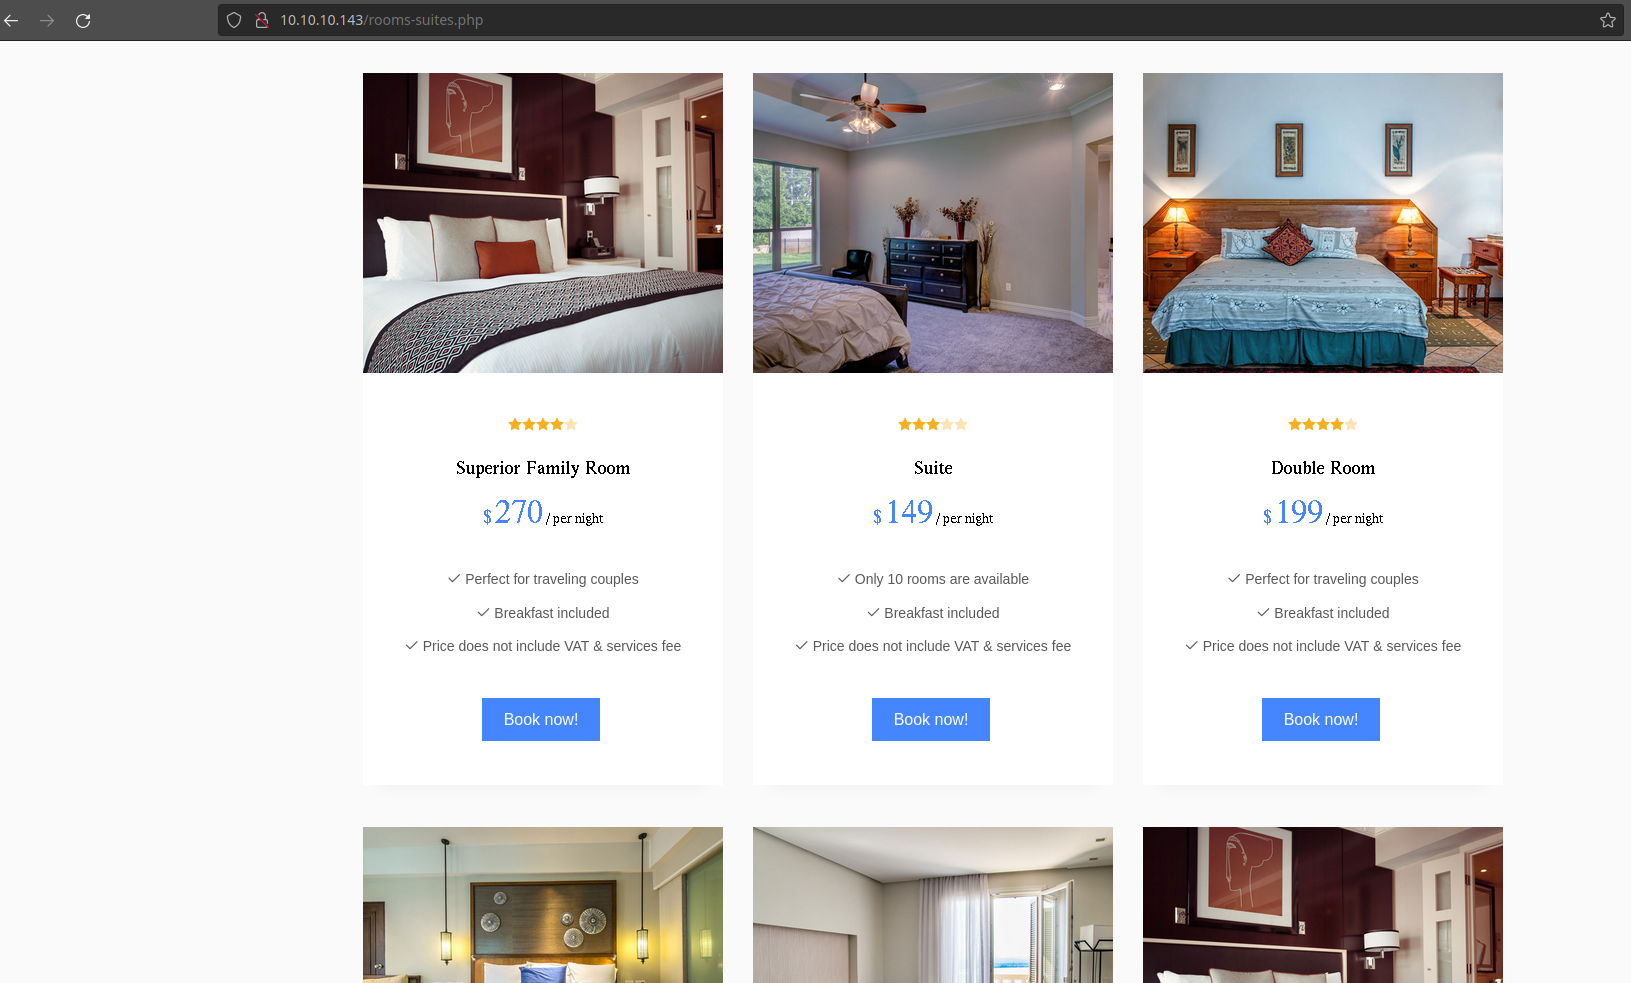 10.10.10.143/rooms-suites.php
Superior Family Room
$ 270 / per night
Perfect for traveling couples
Breakfast included
Price does not include VAT & services fee
Book now!
Suite
$ 149 / per night
Only 10 rooms are available
Breakfast included
Price does not include VAT & services fee
Book now!
Double Room
$ 199 / per night
Perfect for traveling couples
Breakfast included
Price does not include VAT & services fee
Book now!